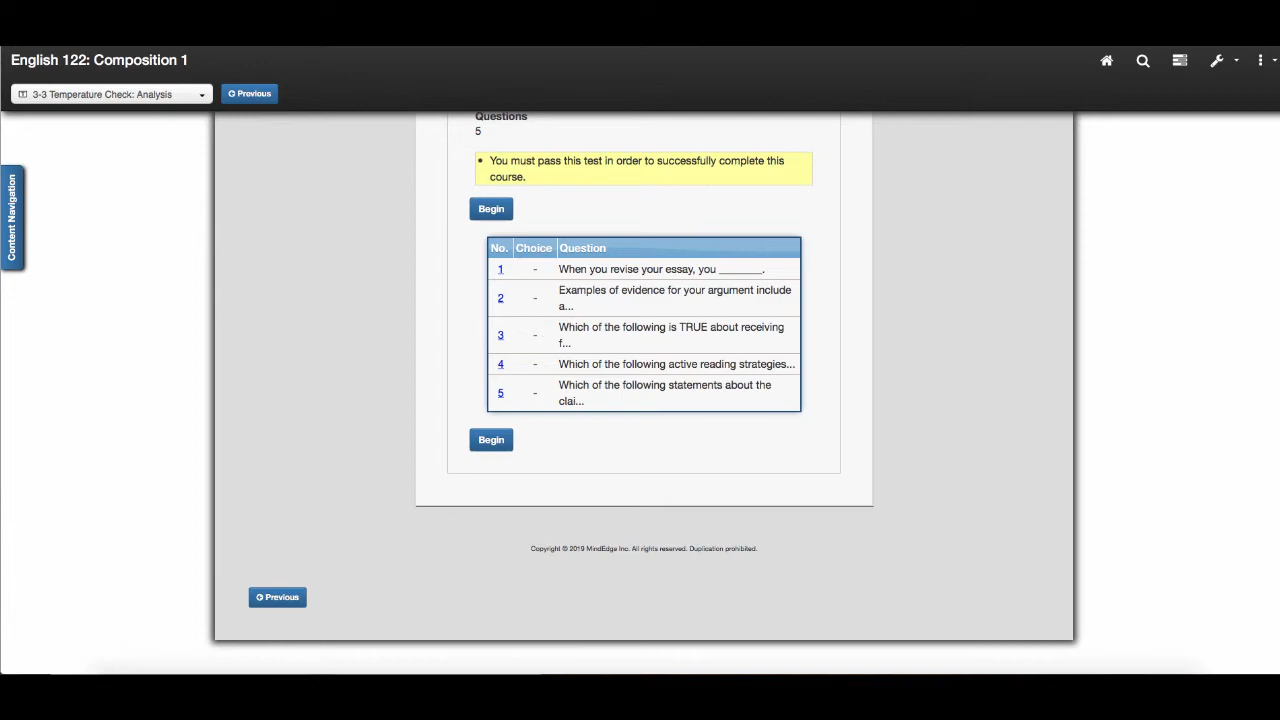 English 122: Composition 1
3-3 Temperature Check: Analysis
Previous
Content Navigation
Questions
5
• You must pass this test in order to successfully complete this
course.
Begin
No. Choice Question
1 - When you revise your essay, you _______.
2 - Examples of evidence for your argument include
a...
3 - Which of the following is TRUE about receiving
f...
4 - Which of the following active reading strategies...
5 - Which of the following statements about the
clai...
Begin
Copyright © 2019 MindEdge Inc. All rights reserved. Duplication prohibited.
Previous